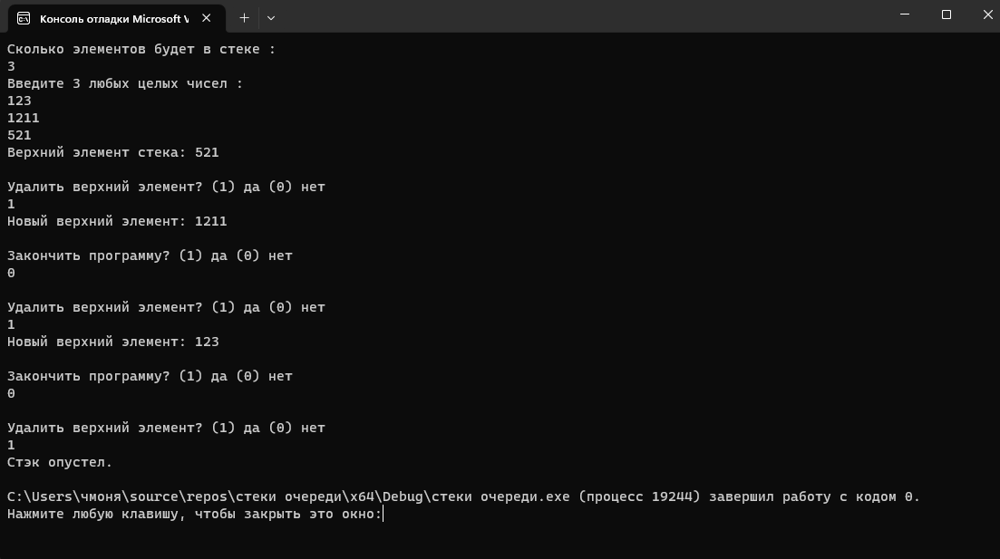 Консоль отладки Microsoft V
Сколько элементов будет в стеке :
3
Введите 3 любых целых чисел :
123
1211
521
Верхний элемент стека: 521
Удалить верхний элемент? (1) да (0) нет
1
Новый верхний элемент: 1211
Закончить программу? (1) да (0) нет
0
Удалить верхний элемент? (1) да (0) нет
1
Новый верхний элемент: 123
Закончить программу? (1) да (0) нет
0
Удалить верхний элемент? (1) да (0) нет
1
Стэк опустел.
C:\Users\чмоня\source\repos\стеки очереди\x64\Debug\стеки очереди.exe (процесс 19244) завершил работу с кодом 0.
Нажмите любую клавишу, чтобы закрыть это окно: